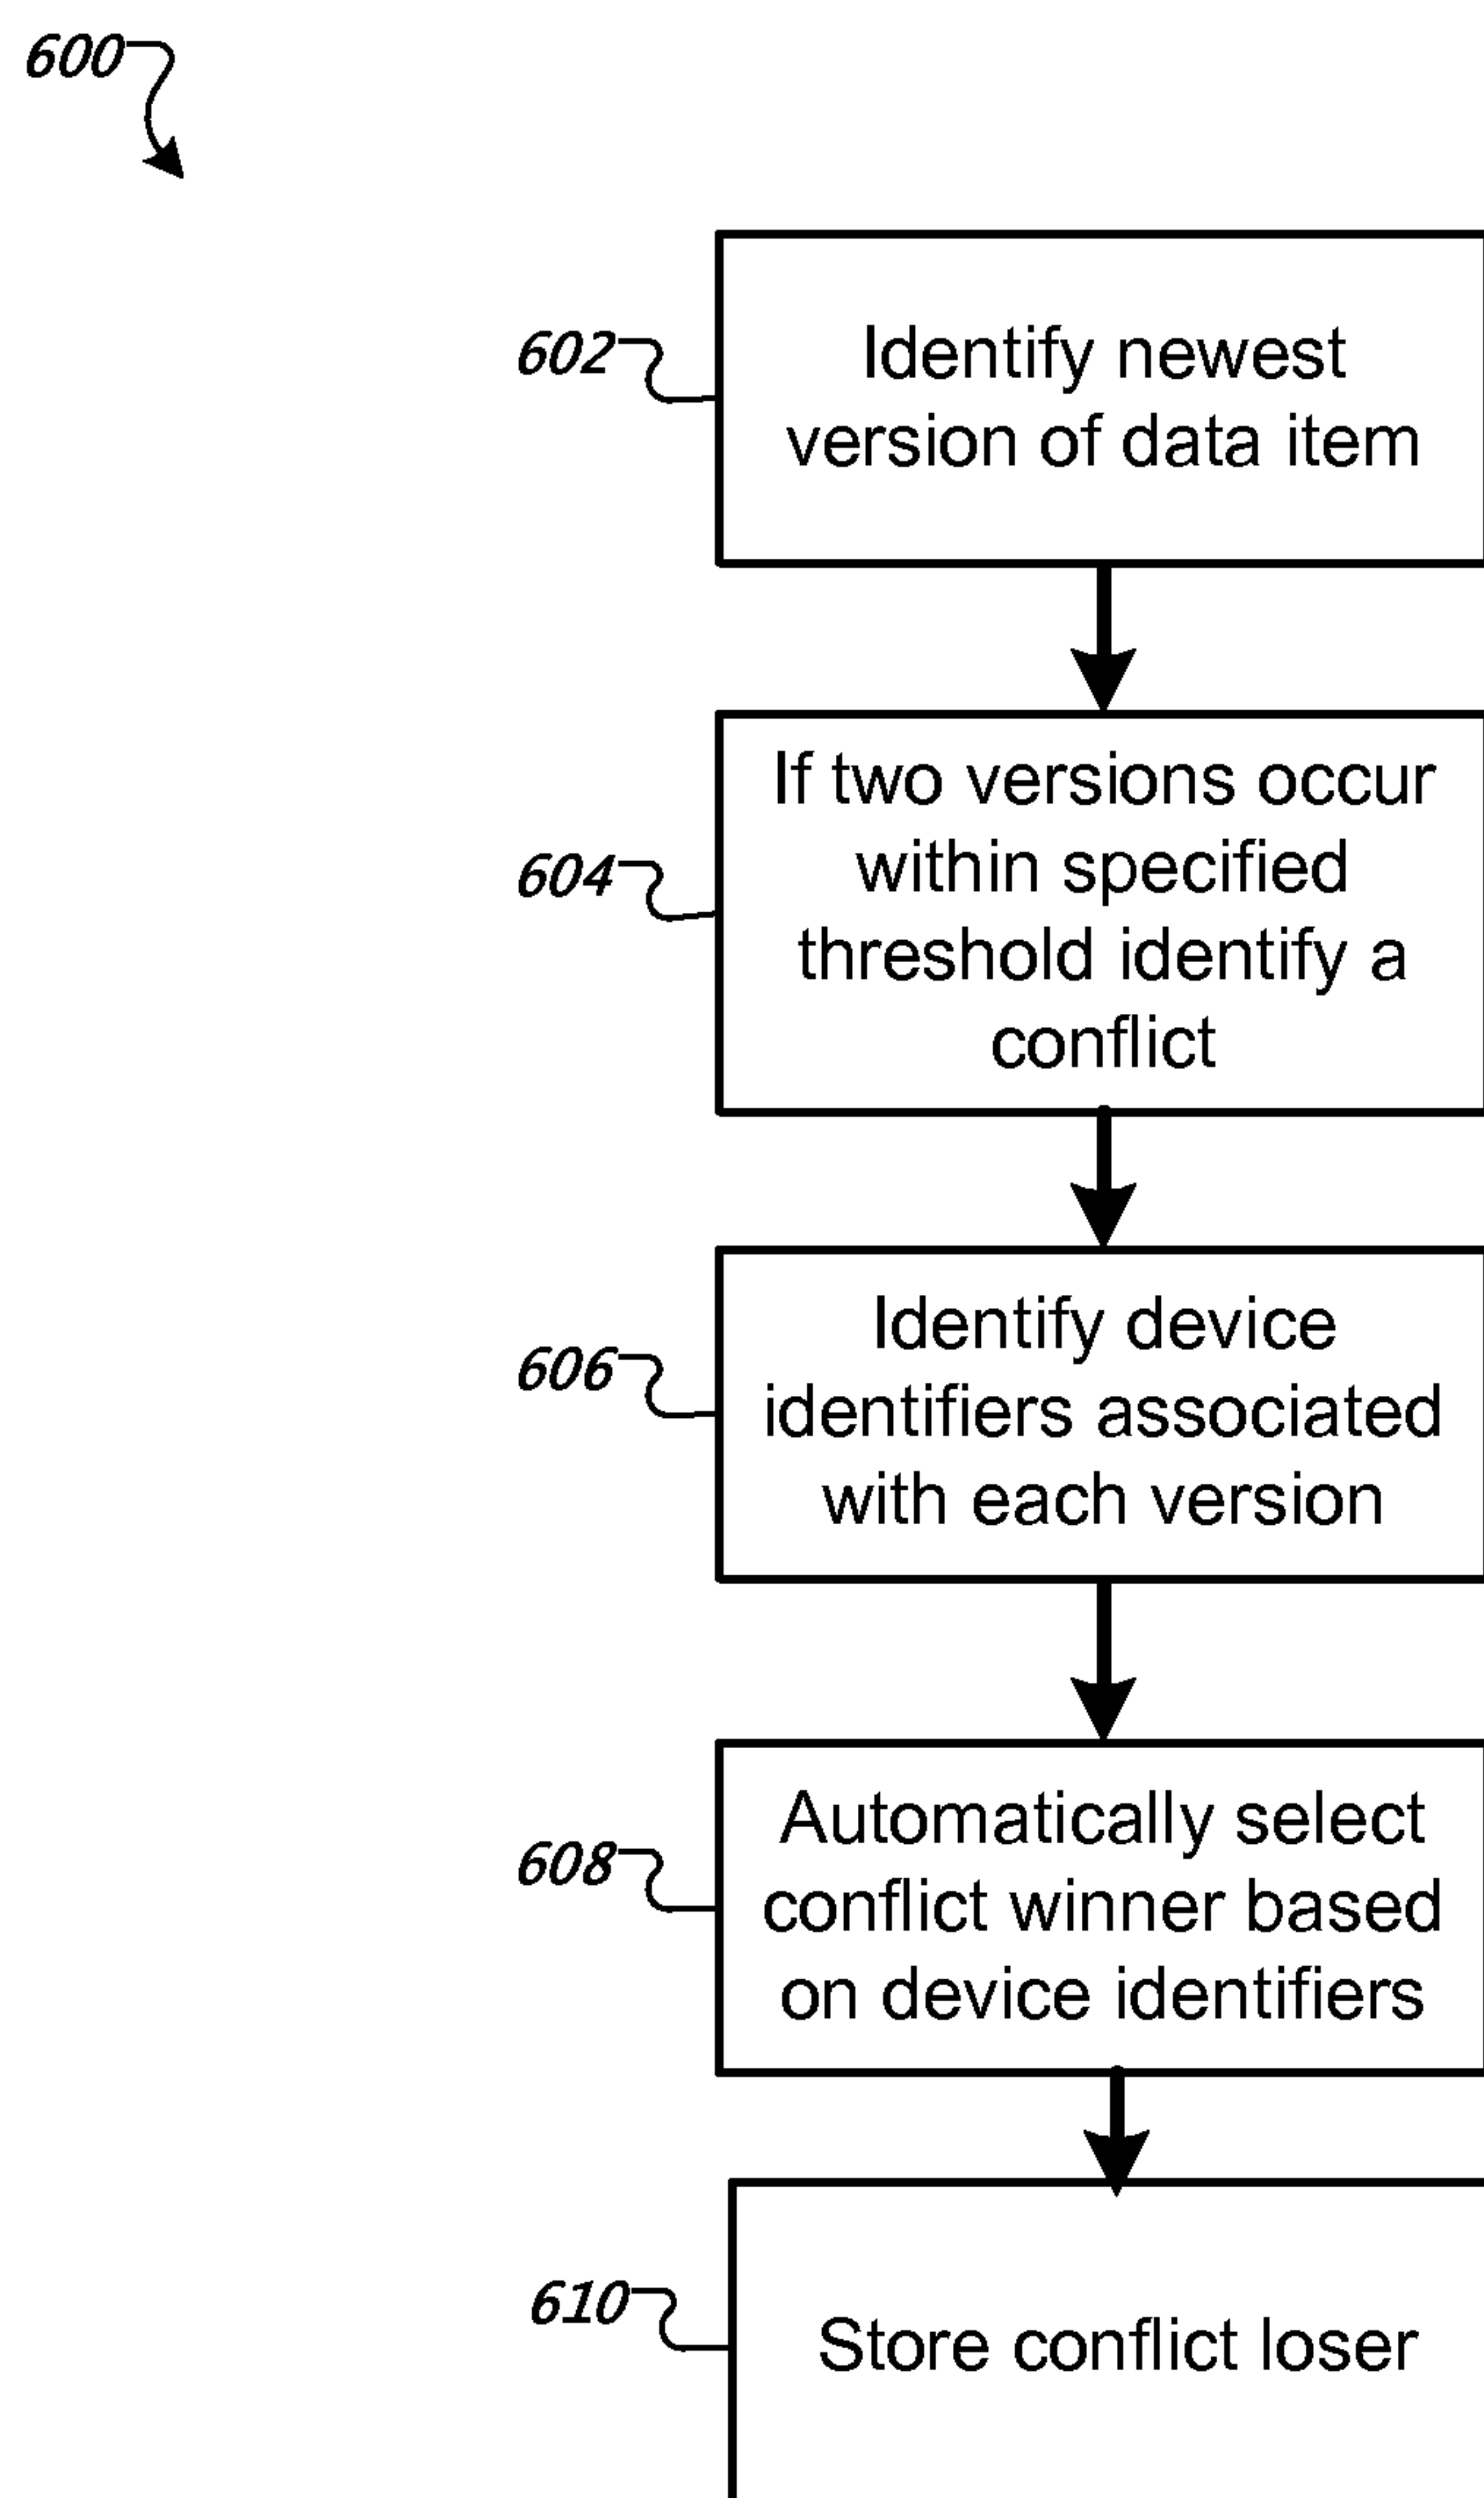 600
602
Identify newest
version of data item
604
If two versions occur
within specified
threshold identify a
conflict
606
Identify device
identifiers associated
with each version
608
Automatically select
conflict winner based
on device identifiers
610
Store conflict loser